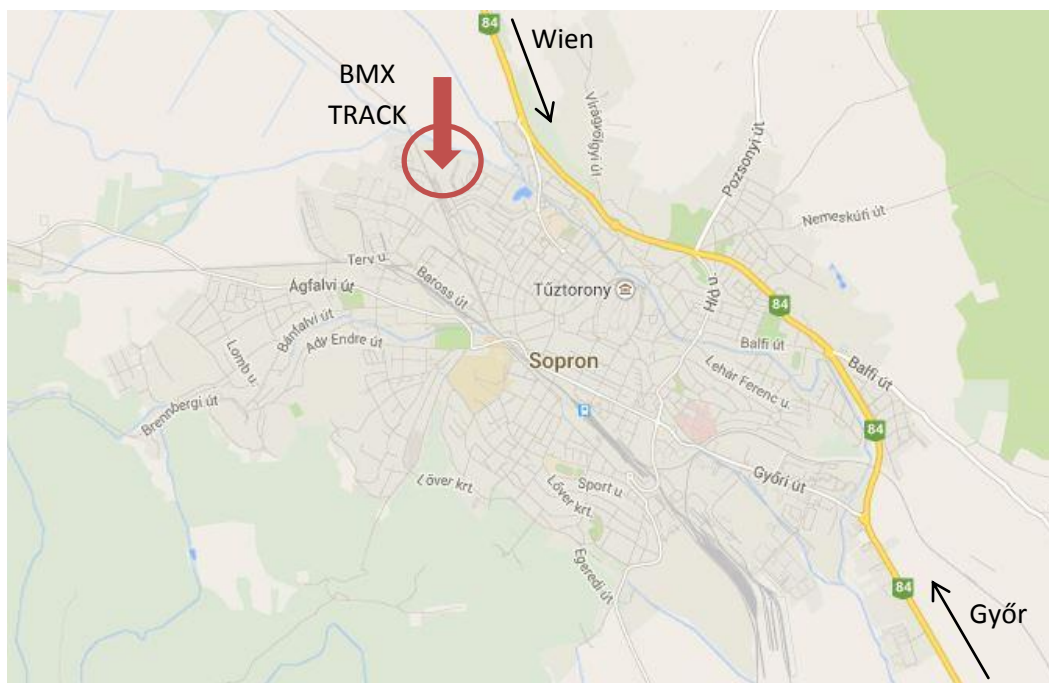 84
Wien
BMX
TRACK
Virágvölgyi út
Pozsonyi út
Nemeskúti út
Terv u.
Ágfalvi út
Baross út
Tűztorony
Híd u.
84
Bánfalvi út
Ady Endre út
Sopron
Balfi út
Balfi út
Lomb u.
Lehár Ferenc u.
Brennbergi út
84
Győri út
Lőver krt.
Sport u.
Lőver krt.
Egeredi út
84
Győr